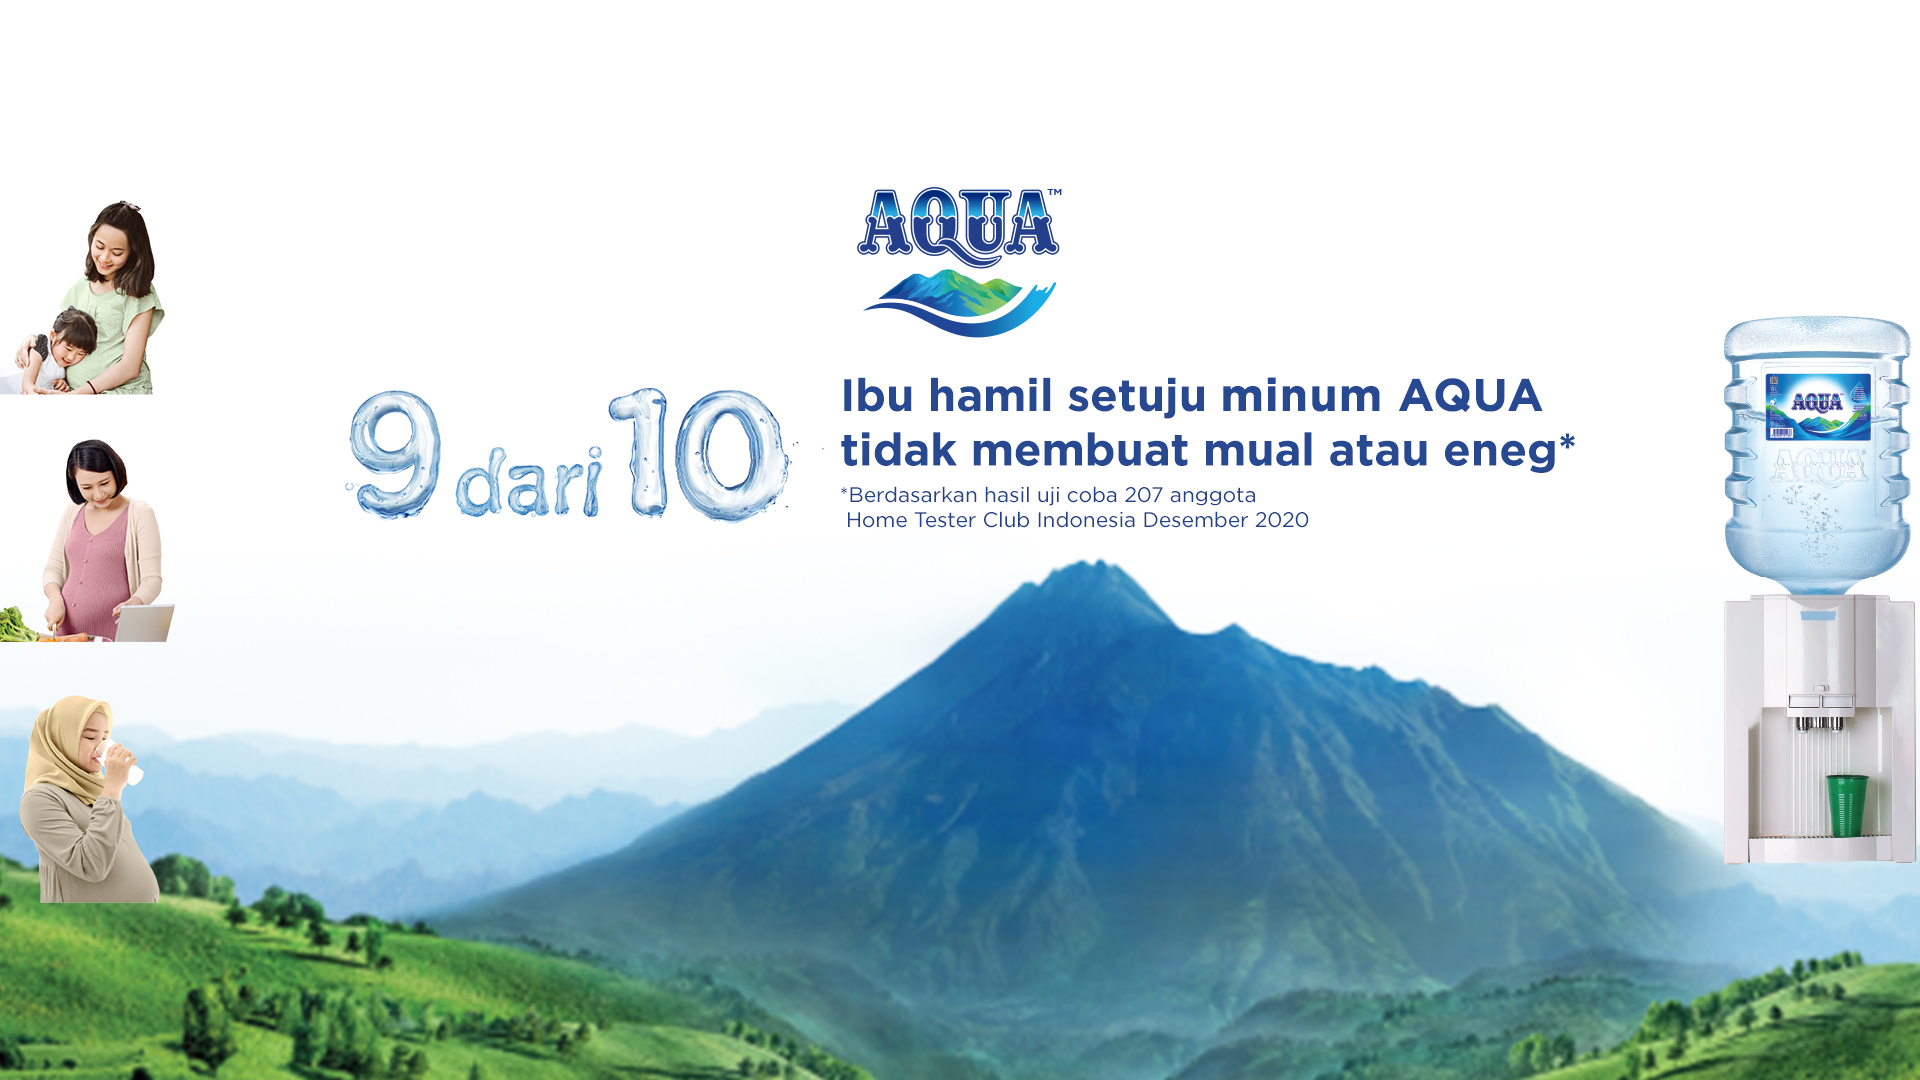 AQUA™
9 dari 10
Ibu hamil setuju minum AQUA
tidak membuat mual atau eneg*
*Berdasarkan hasil uji coba 207 anggota
Home Tester Club Indonesia Desember 2020
AQUA
AQUA